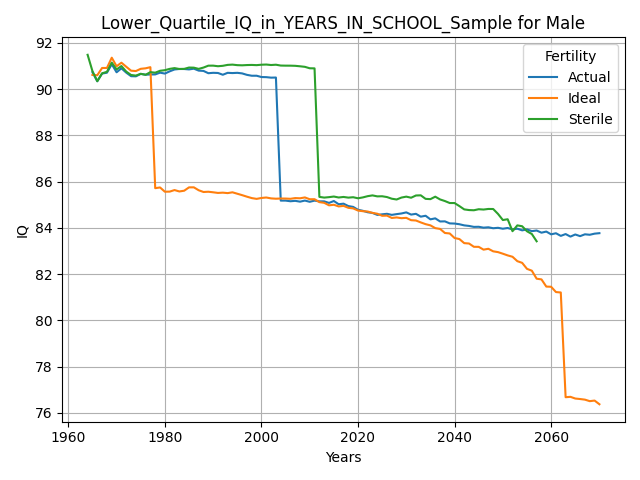 Lower_Quartile_IQ_in_YEARS_IN_SCHOOL_Sample for Male
92
90
88
86
84
82
80
78
76
IQ
Fertility
Actual
Ideal
Sterile
1960 1980 2000 2020 2040 2060
Years